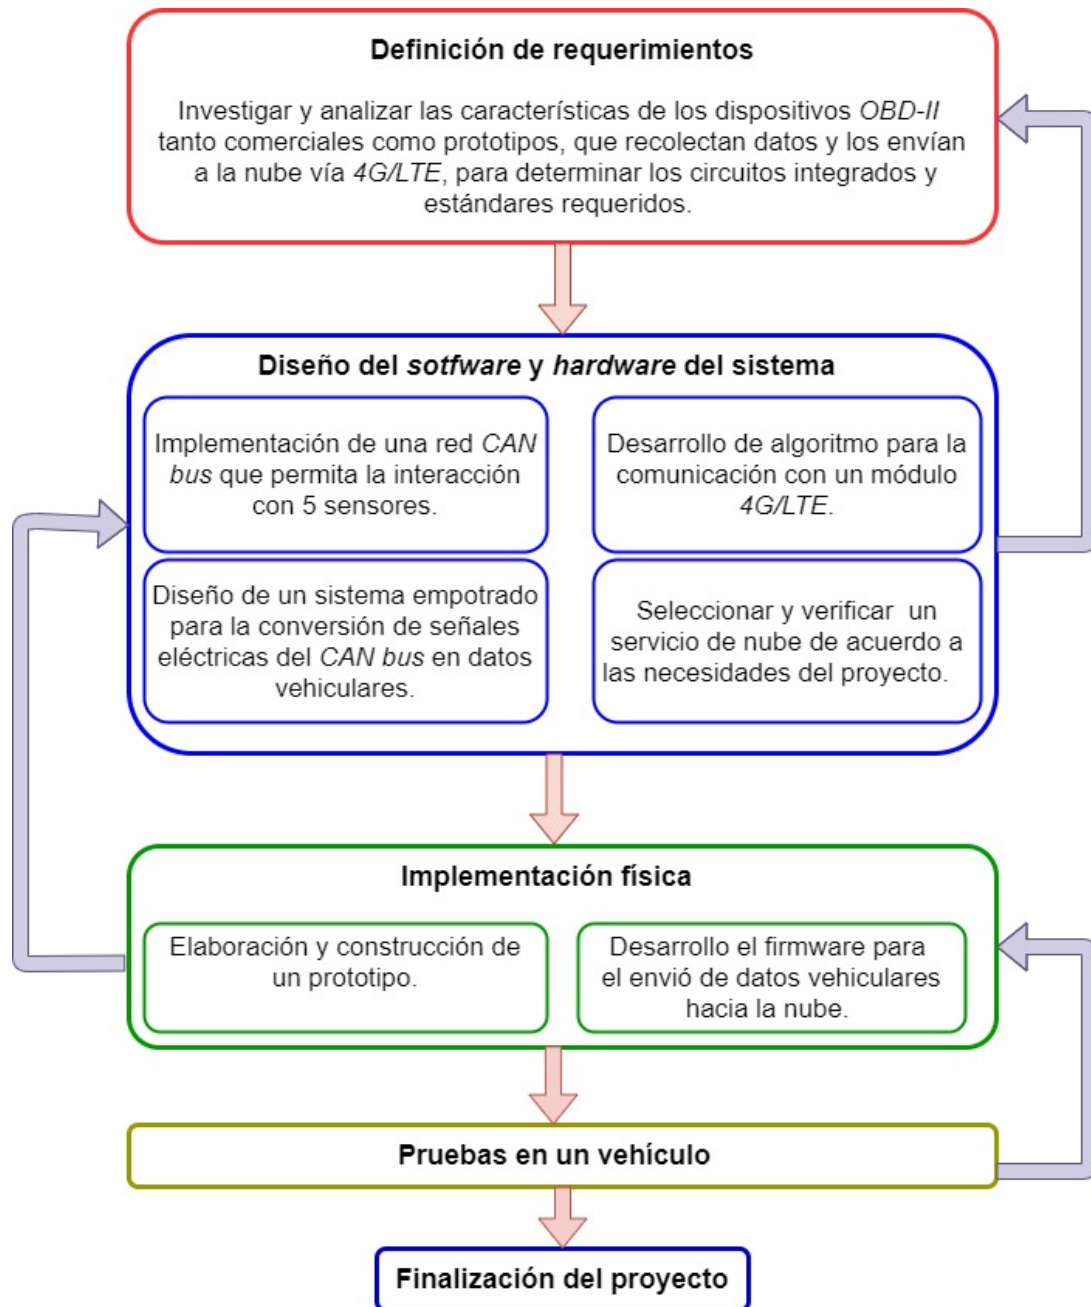 Definición de requerimientos
Investigar y analizar las características de los dispositivos OBD-II
tanto comerciales como prototipos, que recolectan datos y los envían
a la nube vía 4G/LTE, para determinar los circuitos integrados y
estándares requeridos.
Diseño del sotfware y hardware del sistema
Implementación de una red CAN
bus que permita la interacción
con 5 sensores.
Desarrollo de algoritmo para la
comunicación con un módulo
4G/LTE.
Diseño de un sistema empotrado
para la conversión de señales
eléctricas del CAN bus en datos
vehiculares.
Seleccionar y verificar un
servicio de nube de acuerdo a
las necesidades del proyecto.
Implementación física
Elaboración y construcción de
un prototipo.
Desarrollo el firmware para
el envió de datos vehiculares
hacia la nube.
Pruebas en un vehículo
Finalización del proyecto